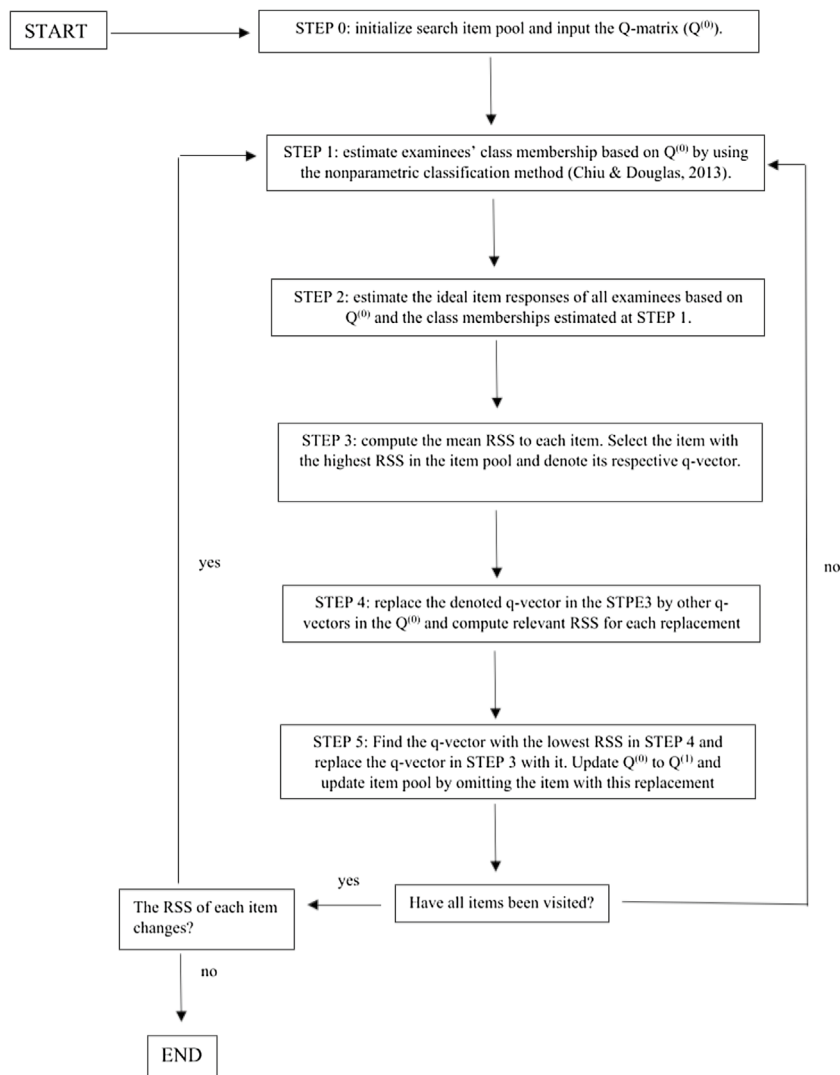 START
STEP 0: initialize search item pool and input the Q-matrix (Q⁽⁰⁾).
STEP 1: estimate examinees’ class membership based on Q⁽⁰⁾ by using
the nonparametric classification method (Chiu & Douglas, 2013).
STEP 2: estimate the ideal item responses of all examinees based on
Q⁽⁰⁾ and the class memberships estimated at STEP 1.
STEP 3: compute the mean RSS to each item. Select the item with
the highest RSS in the item pool and denote its respective q-vector.
yes
no
STEP 4: replace the denoted q-vector in the STPE3 by other q-
vectors in the Q⁽⁰⁾ and compute relevant RSS for each replacement
STEP 5: Find the q-vector with the lowest RSS in STEP 4 and
replace the q-vector in STEP 3 with it. Update Q⁽⁰⁾ to Q⁽¹⁾ and
update item pool by omitting the item with this replacement
yes
Have all items been visited?
The RSS of each item
changes?
no
END